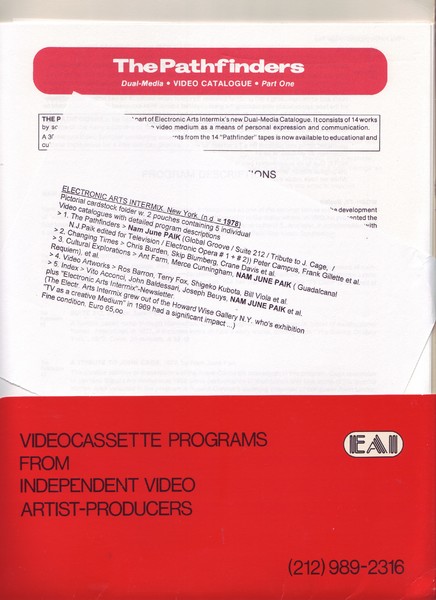 The Pathfinders
Dual-Media • VIDEO CATALOGUE • Part One
THE P part of Electronic Arts Intermix's new Dual-Media Catalogue. It consists of 14 works
by so video medium as a means of personal expression and communication.
A 30 ents from the 14 "Pathfinder" tapes is now available to educational and
cul
IONS
the development
ELECTRONIC ARTS INTERMIX. New York. (n.d. = 1978)
Pictorial cardstock folder w. 2 pouches containing 5 individual
Video catalogues with detailed program descriptions
> 1. The Pathfinders > Nam June PAIK (Global Groove / Suite 212 / Tribute to J. Cage, /
N.J.Paik edited for Television / Electronic Opera # 1 + # 2)) Peter Campus, Frank Gillette et al.
> 2. Changing Times > Chris Burden, Skip Blumberg, Crane Davis et al.
> 3. Cultural Explorations > Ant Farm, Merce Cunningham, NAM JUNE PAIK ( Guadalcanal
Requiem). et al.
> 4. Video Artworks > Ros Barron, Terry Fox, Shigeko Kubota, Bill Viola et al.
> 5. Index > Vito Acconci, John Baldessari, Joseph Beuys, NAM JUNE PAIK et al.
plus "Electronic Arts Intermix"-Newsletter.
(The Electr. Arts Intermix grew out of the Howard Wise Gallery N.Y. who's exhibition
"TV as a creative Medium" in 1969 had a significant impact ...)
Fine condition. Euro 65,oo
VIDEOCASSETTE PROGRAMS
FROM
INDEPENDENT VIDEO
ARTIST-PRODUCERS
EAI
(212) 989-2316